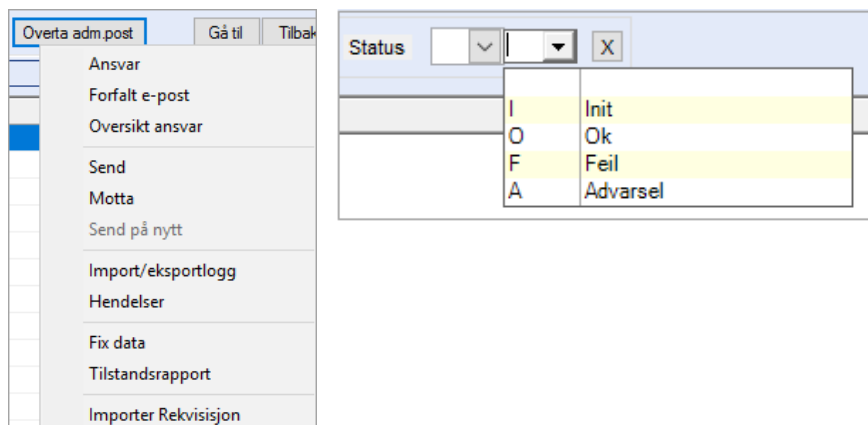 Overta adm.post Gå til
Ansvar
Forfalt e-post
Oversikt ansvar
Send
Motta
Send på nytt
Import/eksportlogg
Hendelser
Fix data
Tilstandsrapport
Importer Rekvisisjon
Status X
I Init
O Ok
F Feil
A Advarsel